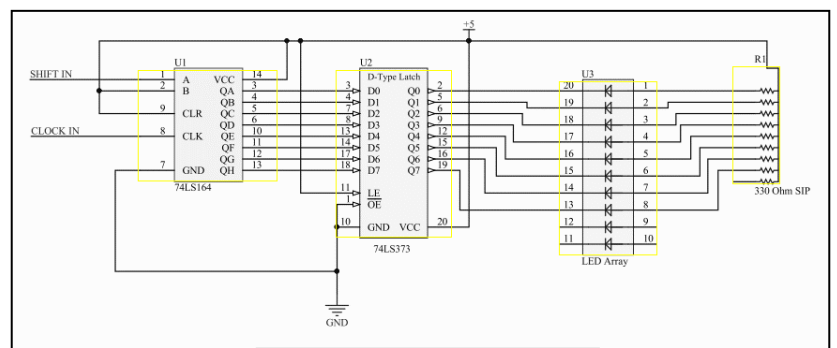 +5
SHIFT IN
CLOCK IN
U1
1 A VCC 14
2 B QA 3
QB 4
9 CLR QC 5
QD 6
8 CLK QE 10
QF 11
QG 12
7 GND QH 13
74LS164
U2
D-Type Latch
3 D0 Q0 2
4 D1 Q1 5
7 D2 Q2 6
8 D3 Q3 9
13 D4 Q4 12
14 D5 Q5 15
17 D6 Q6 16
18 D7 Q7 19
11 LE
1 OE
10 GND VCC 20
74LS373
GND
U3
20 1
19 2
18 3
17 4
16 5
15 6
14 7
13 8
12 9
11 10
LED Array
R1
330 Ohm SIP